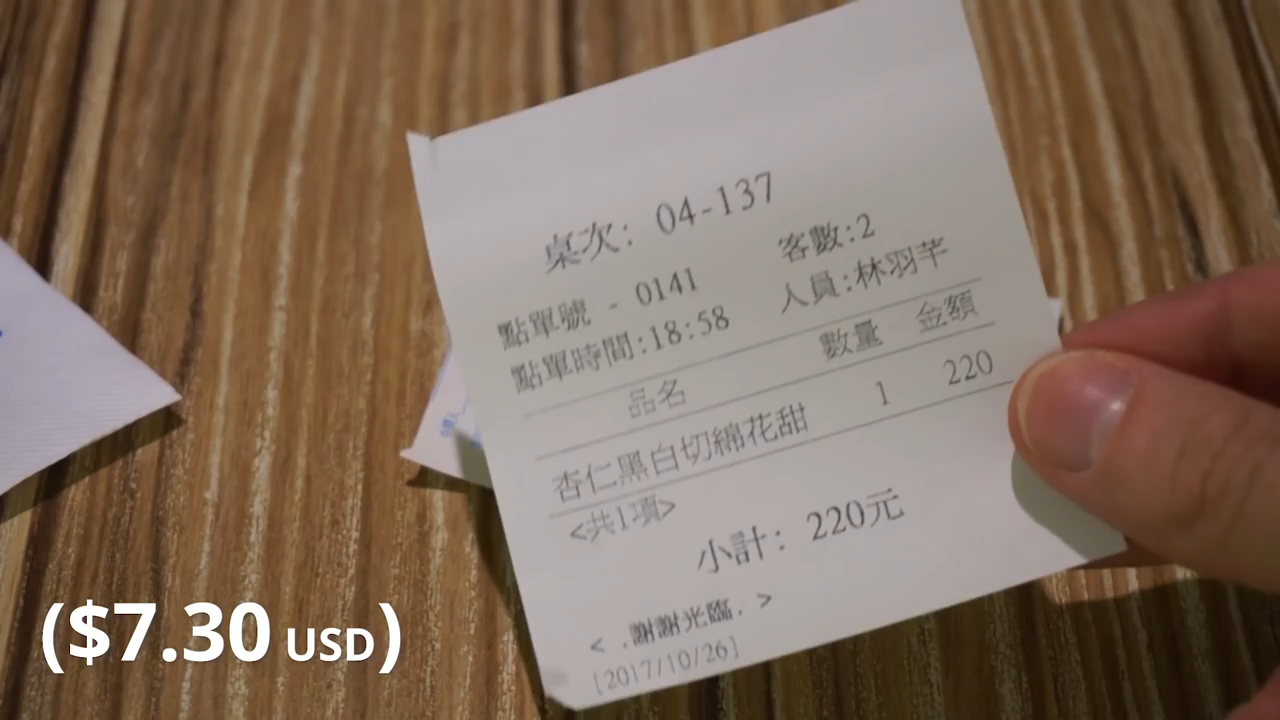 桌次: 04-137
點單號 - 0141 客數:2
點單時間:18:58 人員:林羽芊
品名 數量 金額
杏仁黑白切綿花甜 1 220
<共1項>
小計: 220元
< .謝謝光臨. >
[2017/10/26]
($7.30 USD)